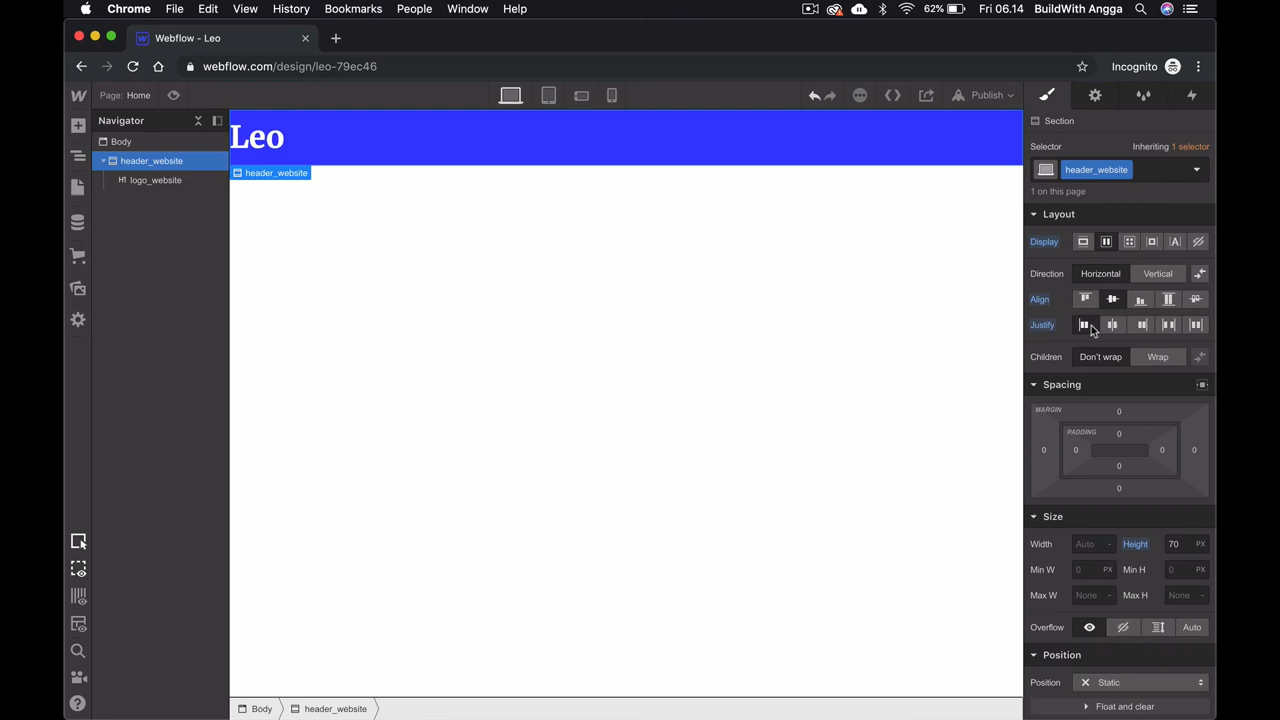 Chrome File Edit View History Bookmarks People Window Help 62% Fri 06.14 BuildWith Angga
Webflow - Leo
webflow.com/design/leo-79ec46 Incognito
Page: Home Publish
Navigator
Body
header_website
H1 logo_website
Leo
header_website
Section
Selector Inheriting 1 selector
header_website
1 on this page
Layout
Display
Direction Horizontal Vertical
Align
Justify
Children Don't wrap Wrap
Spacing
MARGIN 0
PADDING 0
0 0 0 0
0
0
Size
Width Auto - Height 70 PX
Min W 0 PX Min H 0 PX
Max W None - Max H None -
Overflow Auto
Position
Position Static
Float and clear
Body header_website